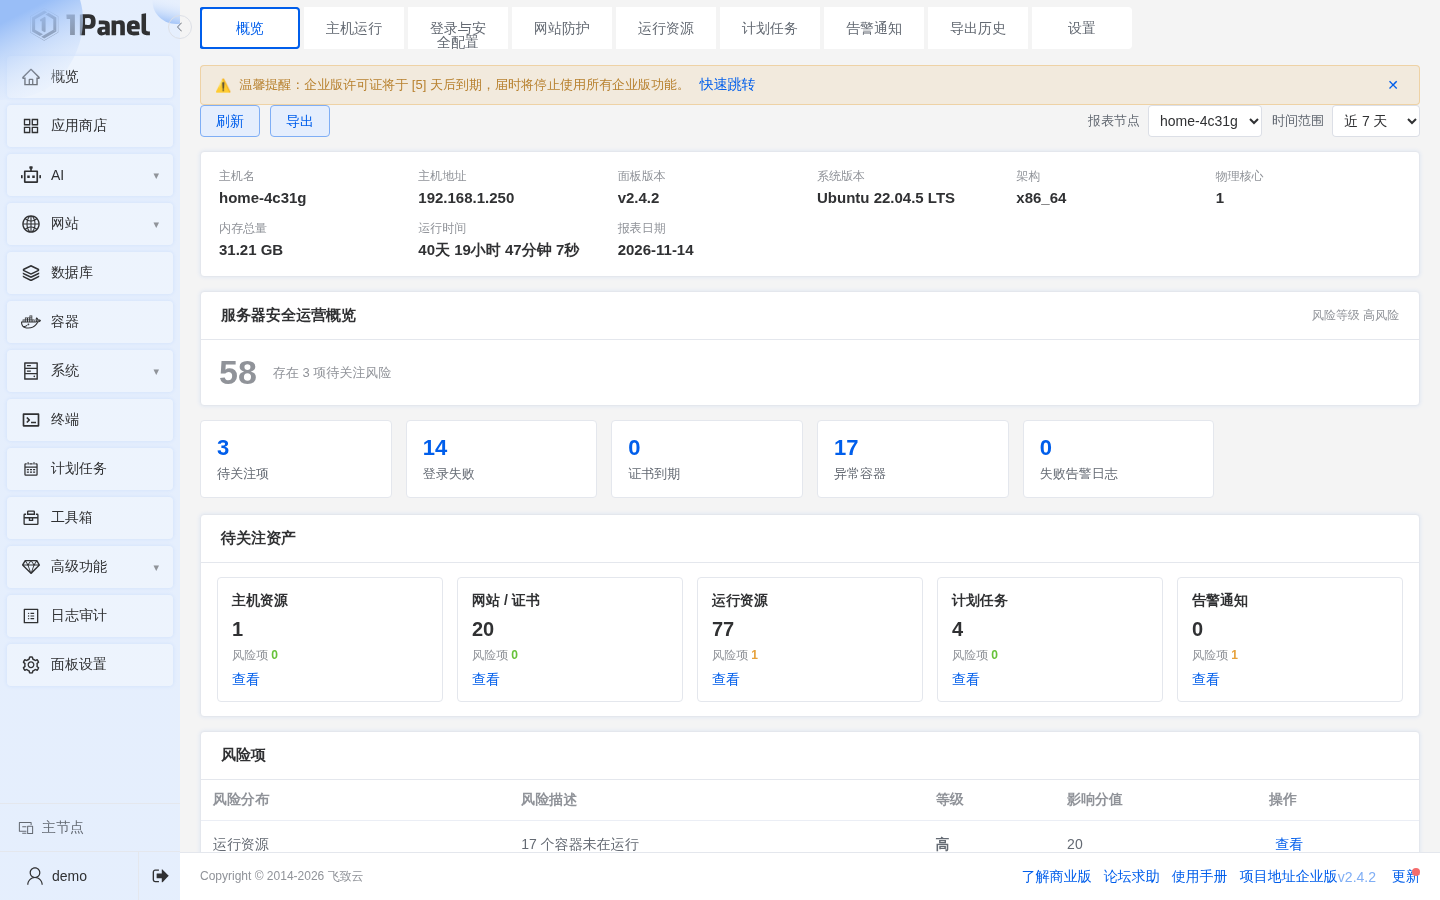 1Panel
概览
应用商店
AI
网站
数据库
容器
系统
终端
计划任务
工具箱
高级功能
日志审计
面板设置
主节点
demo
概览 主机运行 登录与安全配置 网站防护 运行资源 计划任务 告警通知 导出历史 设置
⚠️ 温馨提醒：企业版许可证将于 [5] 天后到期，届时将停止使用所有企业版功能。 快速跳转
刷新 导出 报表节点 home-4c31g 时间范围 近 7 天
主机名 主机地址 面板版本 系统版本 架构 物理核心
home-4c31g 192.168.1.250 v2.4.2 Ubuntu 22.04.5 LTS x86_64 1
内存总量 运行时间 报表日期
31.21 GB 40天 19小时 47分钟 7秒 2026-11-14
服务器安全运营概览 风险等级 高风险
58 存在 3 项待关注风险
3 14 0 17 0
待关注项 登录失败 证书到期 异常容器 失败告警日志
待关注资产
主机资源 网站 / 证书 运行资源 计划任务 告警通知
1 20 77 4 0
风险项 0 风险项 0 风险项 1 风险项 0 风险项 1
查看 查看 查看 查看 查看
风险项
风险分布 风险描述 等级 影响分值 操作
运行资源 17 个容器未在运行 高 20 查看
Copyright © 2014-2026 飞致云 了解商业版 论坛求助 使用手册 项目地址企业版v2.4.2 更新